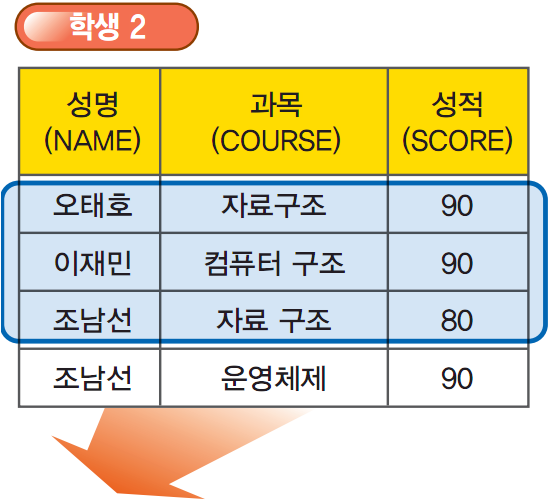 학생 2
성명 과목 성적
(NAME) (COURSE) (SCORE)
오태호 자료구조 90
이재민 컴퓨터 구조 90
조남선 자료 구조 80
조남선 운영체제 90